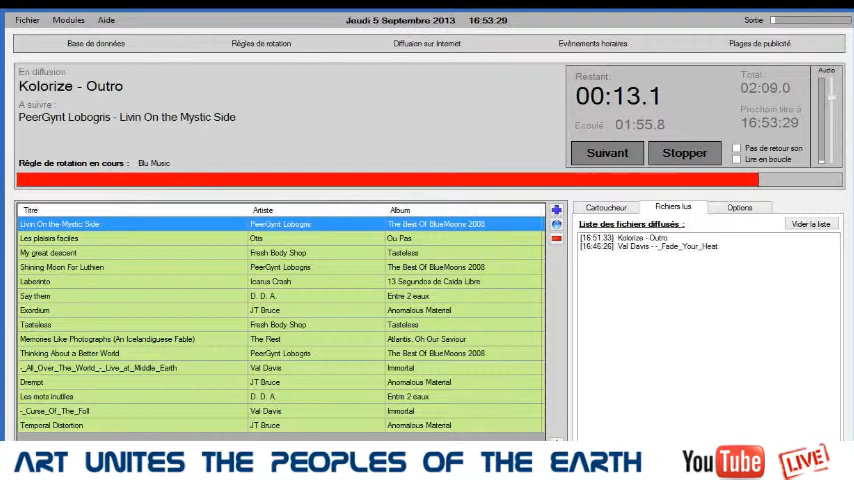 Fichier Modules Aide Jeudi 5 Septembre 2013 16:53:29 Sortie
Base de données Règles de rotation Diffusion sur Internet Evènements horaires Plages de publicité
En diffusion
Kolorize - Outro
A suivre :
PeerGynt Lobogris - Livin On the Mystic Side
Règle de rotation en cours : Blu Music
Restant :
00:13.1
Ecoulé : 01:55.8
Total :
02:09.0
Prochain titre à
16:53:29
Suivant Stopper
Pas de retour son
Lire en boucle
Audio
Titre Artiste Album
Livin On the Mystic Side PeerGynt Lobogris The Best Of BlueMoons 2008
Les plaisirs faciles Otis Ou Pas
My great descent Fresh Body Shop Tasteless
Shining Moon For Luthien PeerGynt Lobogris The Best Of BlueMoons 2008
Laberinto Icarus Crash 13 Segundos de Caida Libre
Say them D. D. A. Entre 2 eaux
Exordium JT Bruce Anomalous Material
Tasteless Fresh Body Shop Tasteless
Memories Like Photographs (An Icelandiguese Fable) The Rest Atlantis, Oh Our Saviour
Thinking About a Better World PeerGynt Lobogris The Best Of BlueMoons 2008
-_All_Over_The_World_-_Live_at_Middle_Earth Val Davis Immortal
Drempt JT Bruce Anomalous Material
Les mots inutiles D. D. A. Entre 2 eaux
-_Curse_Of_The_Foll Val Davis Immortal
Temporal Distortion JT Bruce Anomalous Material
Cartoucheur Fichiers lus Options
Liste des fichiers diffusés : Vider la liste
[16:51:33] Kolorize - Outro
[16:46:26] Val Davis - -_Fade_Your_Heat
ART UNITES THE PEOPLES OF THE EARTH YouTube LIVE